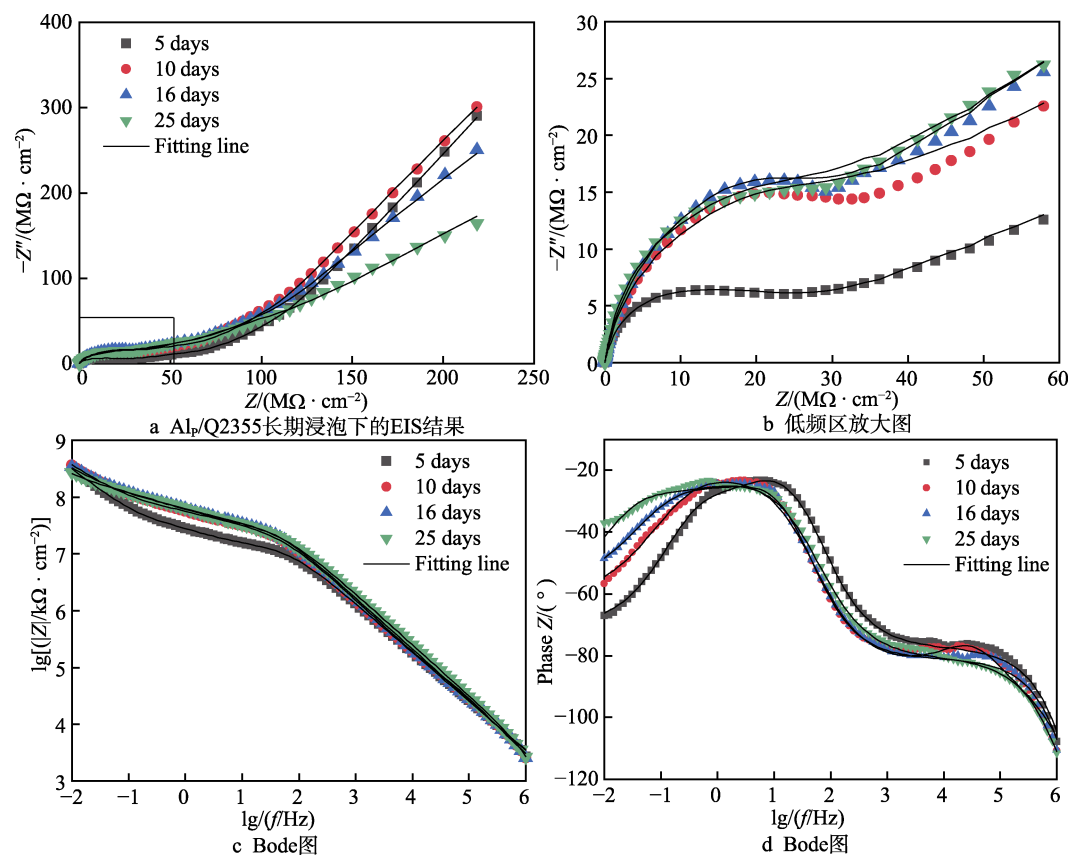 400
300
200
100
0
−Z″/(MΩ · cm⁻²)
5 days
10 days
16 days
25 days
Fitting line
0 50 100 150 200 250
Z/(MΩ · cm⁻²)
a Alₚ/Q2355长期浸泡下的EIS结果
30
25
20
15
10
5
0
−Z″/(MΩ · cm⁻²)
0 10 20 30 40 50 60
Z/(MΩ · cm⁻²)
b 低频区放大图
9
8
7
6
5
4
3
lg[(|Z|/kΩ · cm⁻²)]
5 days
10 days
16 days
25 days
Fitting line
−2 −1 0 1 2 3 4 5 6
lg/(f/Hz)
c Bode图
−20
−40
−60
−80
−100
−120
Phase Z/( ° )
5 days
10 days
16 days
25 days
Fitting line
−2 −1 0 1 2 3 4 5 6
lg/(f/Hz)
d Bode图